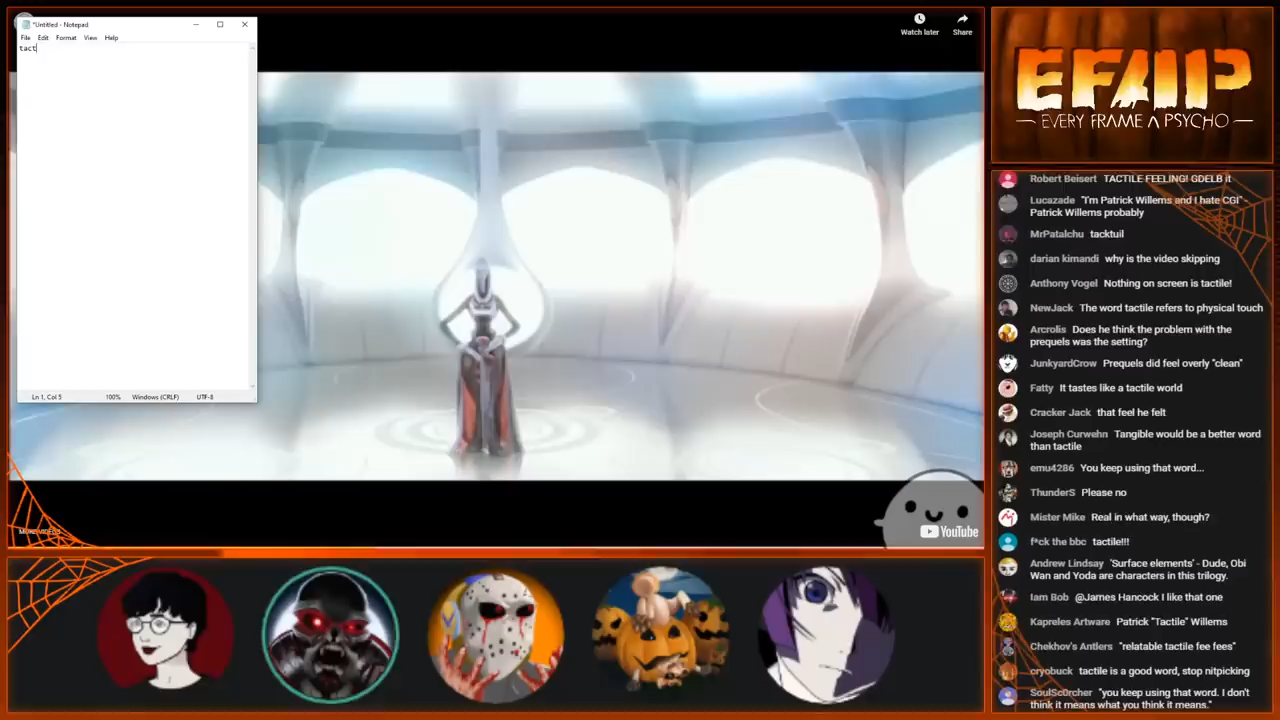 *Untitled - Notepad
File Edit Format View Help
tact
Ln 1, Col 5 100% Windows (CRLF) UTF-8
Watch later
Share
MORE VIDEOS
YouTube
EFAP
EVERY FRAME A PSYCHO
Robert Beisert TACTILE FEELING! GDELB it
Lucazade "I'm Patrick Willems and I hate CGI" -
Patrick Willems probably
MrPatalchu tacktuil
darian kimandi why is the video skipping
Anthony Vogel Nothing on screen is tactile!
NewJack The word tactile refers to physical touch
Arcrolis Does he think the problem with the
prequels was the setting?
JunkyardCrow Prequels did feel overly "clean"
Fatty It tastes like a tactile world
Cracker Jack that feel he felt
Joseph Curwehn Tangible would be a better word
than tactile
emu4286 You keep using that word...
ThunderS Please no
Mister Mike Real in what way, though?
f*ck the bbc tactile!!!
Andrew Lindsay 'Surface elements' - Dude, Obi
Wan and Yoda are characters in this trilogy.
Iam Bob @James Hancock I like that one
Kapreles Artware Patrick "Tactile" Willems
Chekhov's Antlers "relatable tactile fee fees"
cryobuck tactile is a good word, stop nitpicking
SoulSc0rcher "you keep using that word. I don't
think it means what you think it means."